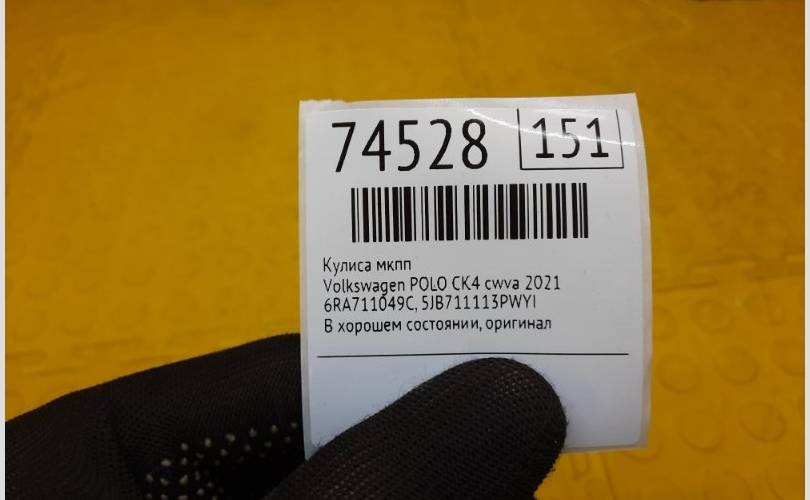 74528 151
Кулиса мкпп
Volkswagen POLO CK4 cwva 2021
6RA711049C, 5JB711113PWYI
В хорошем состоянии, оригинал